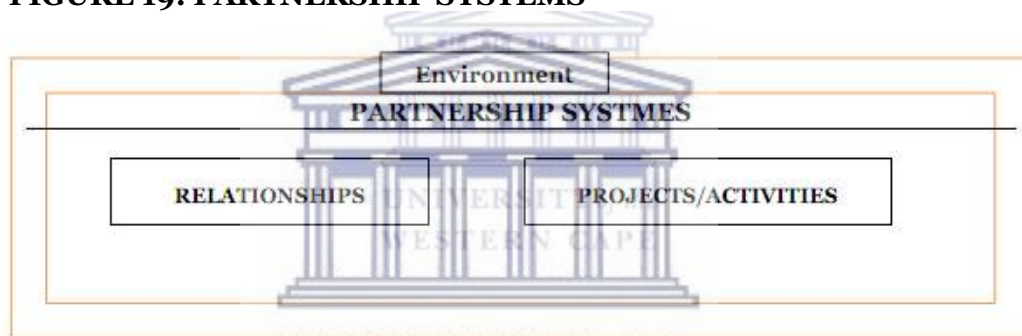 FIGURE 19: PARTNERSHIP SYSTEMS
Environment
PARTNERSHIP SYSTMES
RELATIONSHIPS
PROJECTS/ACTIVITIES
UNIVERSITY of the
WESTERN CAPE